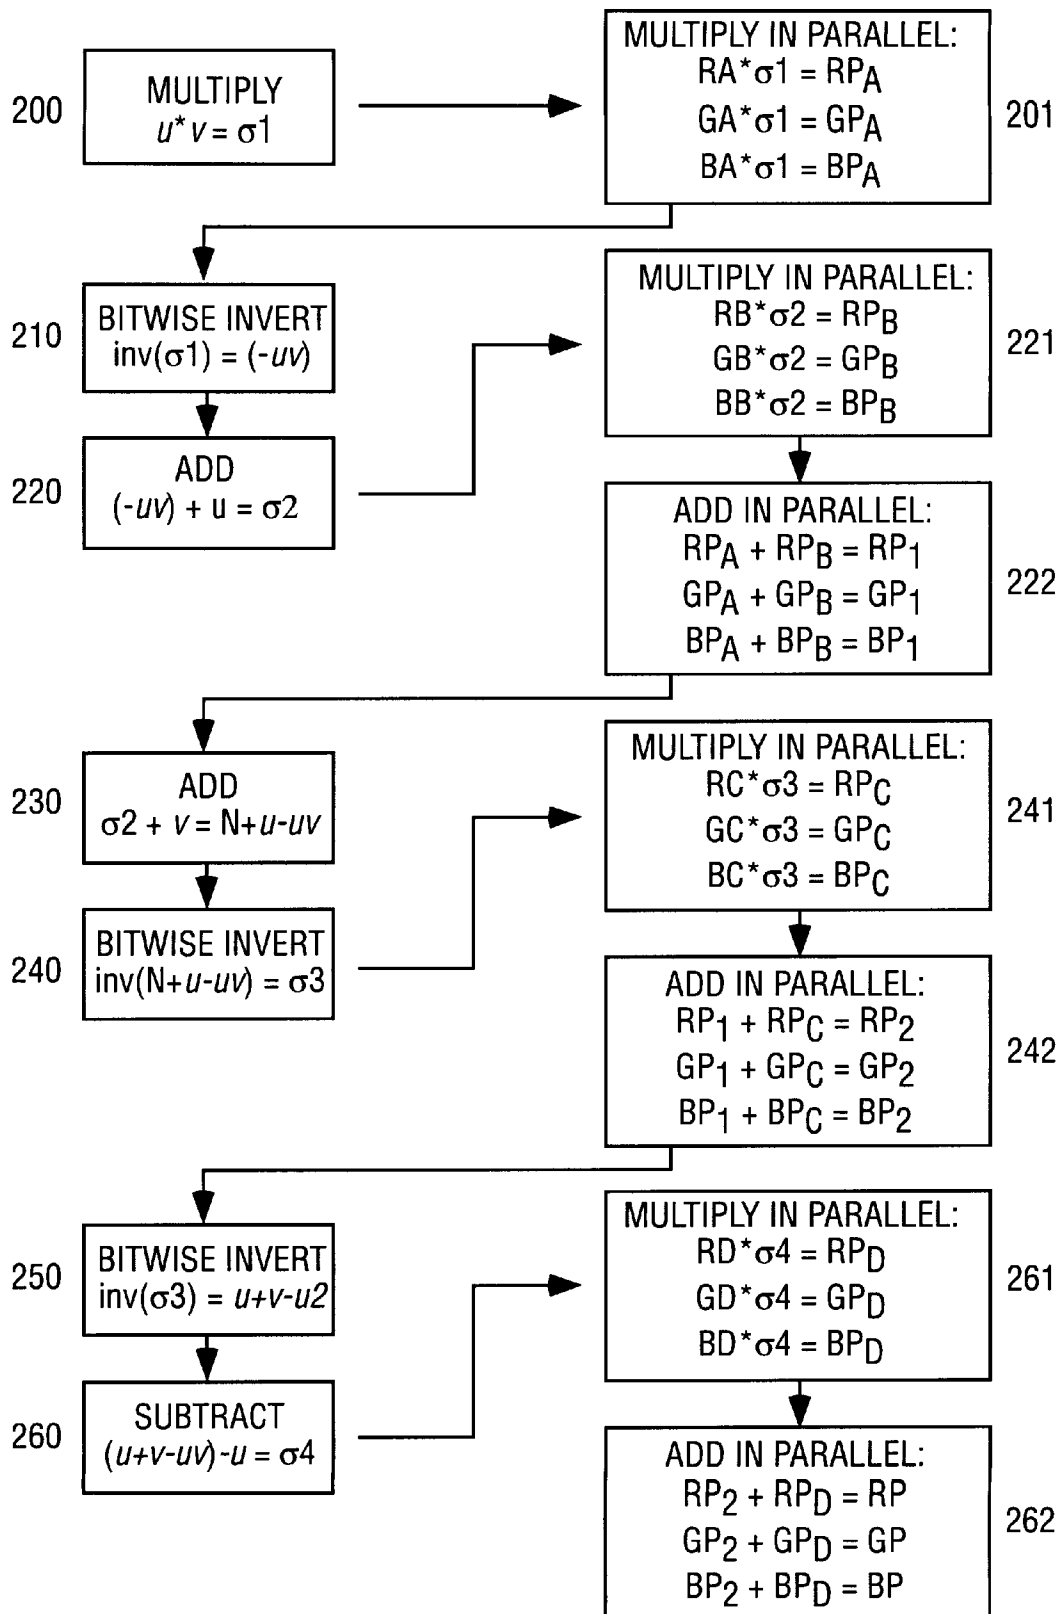 200
MULTIPLY
u* v = σ1
MULTIPLY IN PARALLEL:
RA*σ1 = RPA
GA*σ1 = GPA
BA*σ1 = BPA
201
210
BITWISE INVERT
inv(σ1) = (-uv)
220
ADD
(-uv) + u = σ2
MULTIPLY IN PARALLEL:
RB*σ2 = RPB
GB*σ2 = GPB
BB*σ2 = BPB
221
ADD IN PARALLEL:
RPA + RPB = RP1
GPA + GPB = GP1
BPA + BPB = BP1
222
230
ADD
σ2 + v = N+u-uv
240
BITWISE INVERT
inv(N+u-uv) = σ3
MULTIPLY IN PARALLEL:
RC*σ3 = RPC
GC*σ3 = GPC
BC*σ3 = BPC
241
ADD IN PARALLEL:
RP1 + RPC = RP2
GP1 + GPC = GP2
BP1 + BPC = BP2
242
250
BITWISE INVERT
inv(σ3) = u+v-u2
260
SUBTRACT
(u+v-uv)-u = σ4
MULTIPLY IN PARALLEL:
RD*σ4 = RPD
GD*σ4 = GPD
BD*σ4 = BPD
261
ADD IN PARALLEL:
RP2 + RPD = RP
GP2 + GPD = GP
BP2 + BPD = BP
262